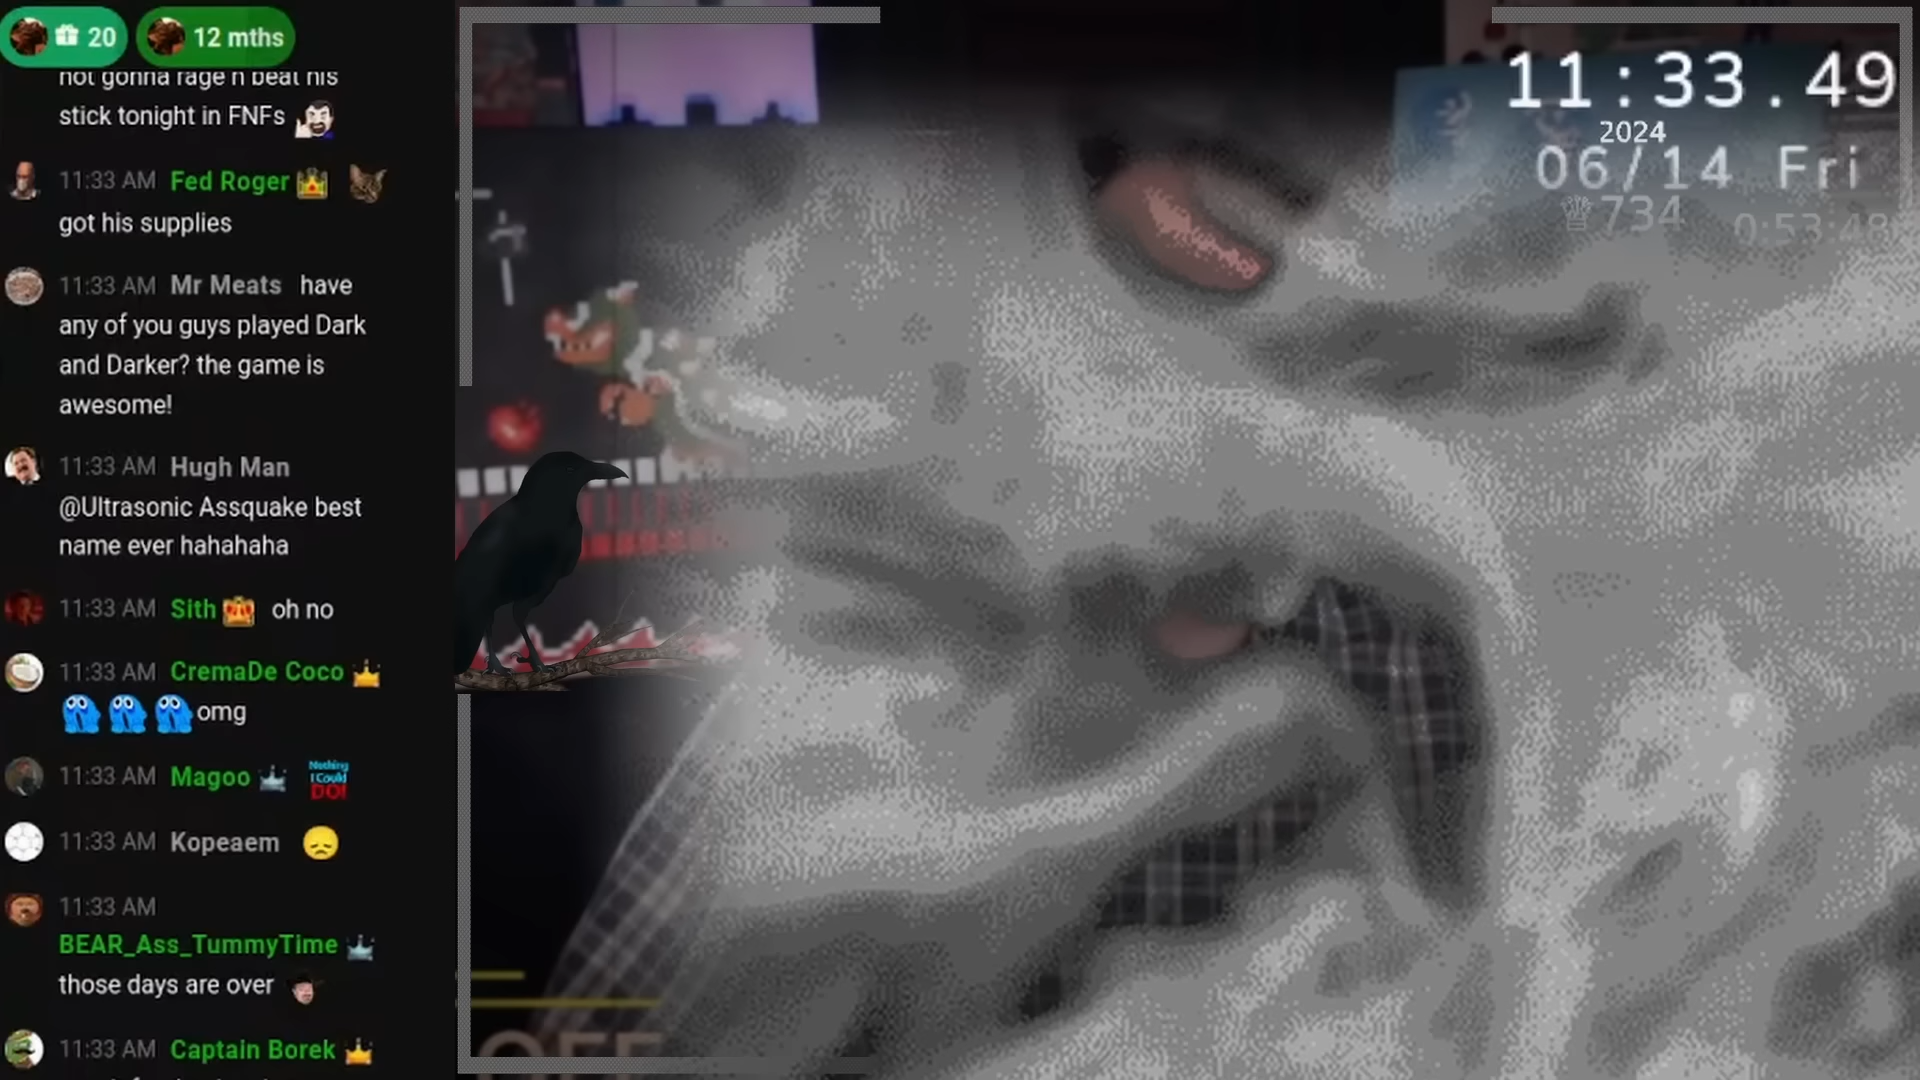 20
12 mths
not gonna rage n beat his
stick tonight in FNFs
11:33 AM Fed Roger
got his supplies
11:33 AM Mr Meats have
any of you guys played Dark
and Darker? the game is
awesome!
11:33 AM Hugh Man
@Ultrasonic Assquake best
name ever hahahaha
11:33 AM Sith oh no
11:33 AM CremaDe Coco
omg
11:33 AM Magoo
Nothing
I Could
DO!
11:33 AM Kopeaem
11:33 AM
BEAR_Ass_TummyTime
those days are over
11:33 AM Captain Borek
11:33.49
2024
06/14 Fri
734
0:53:48
OFF